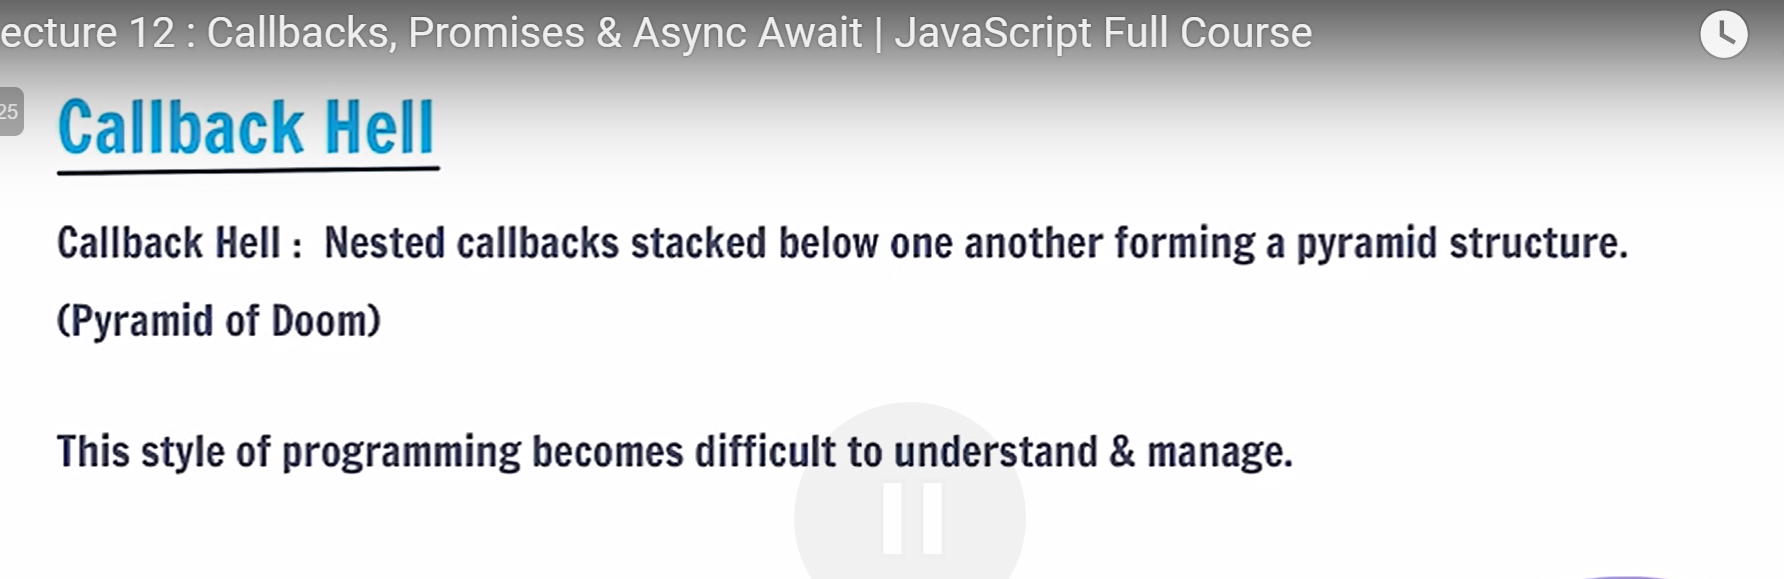 ecture 12 : Callbacks, Promises & Async Await | JavaScript Full Course
25
Callback Hell
Callback Hell : Nested callbacks stacked below one another forming a pyramid structure.
(Pyramid of Doom)
This style of programming becomes difficult to understand & manage.